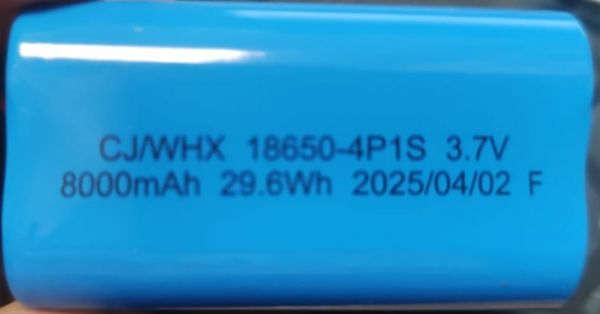 CJ/WHX 18650-4P1S 3.7V
8000mAh 29.6Wh 2025/04/02 F